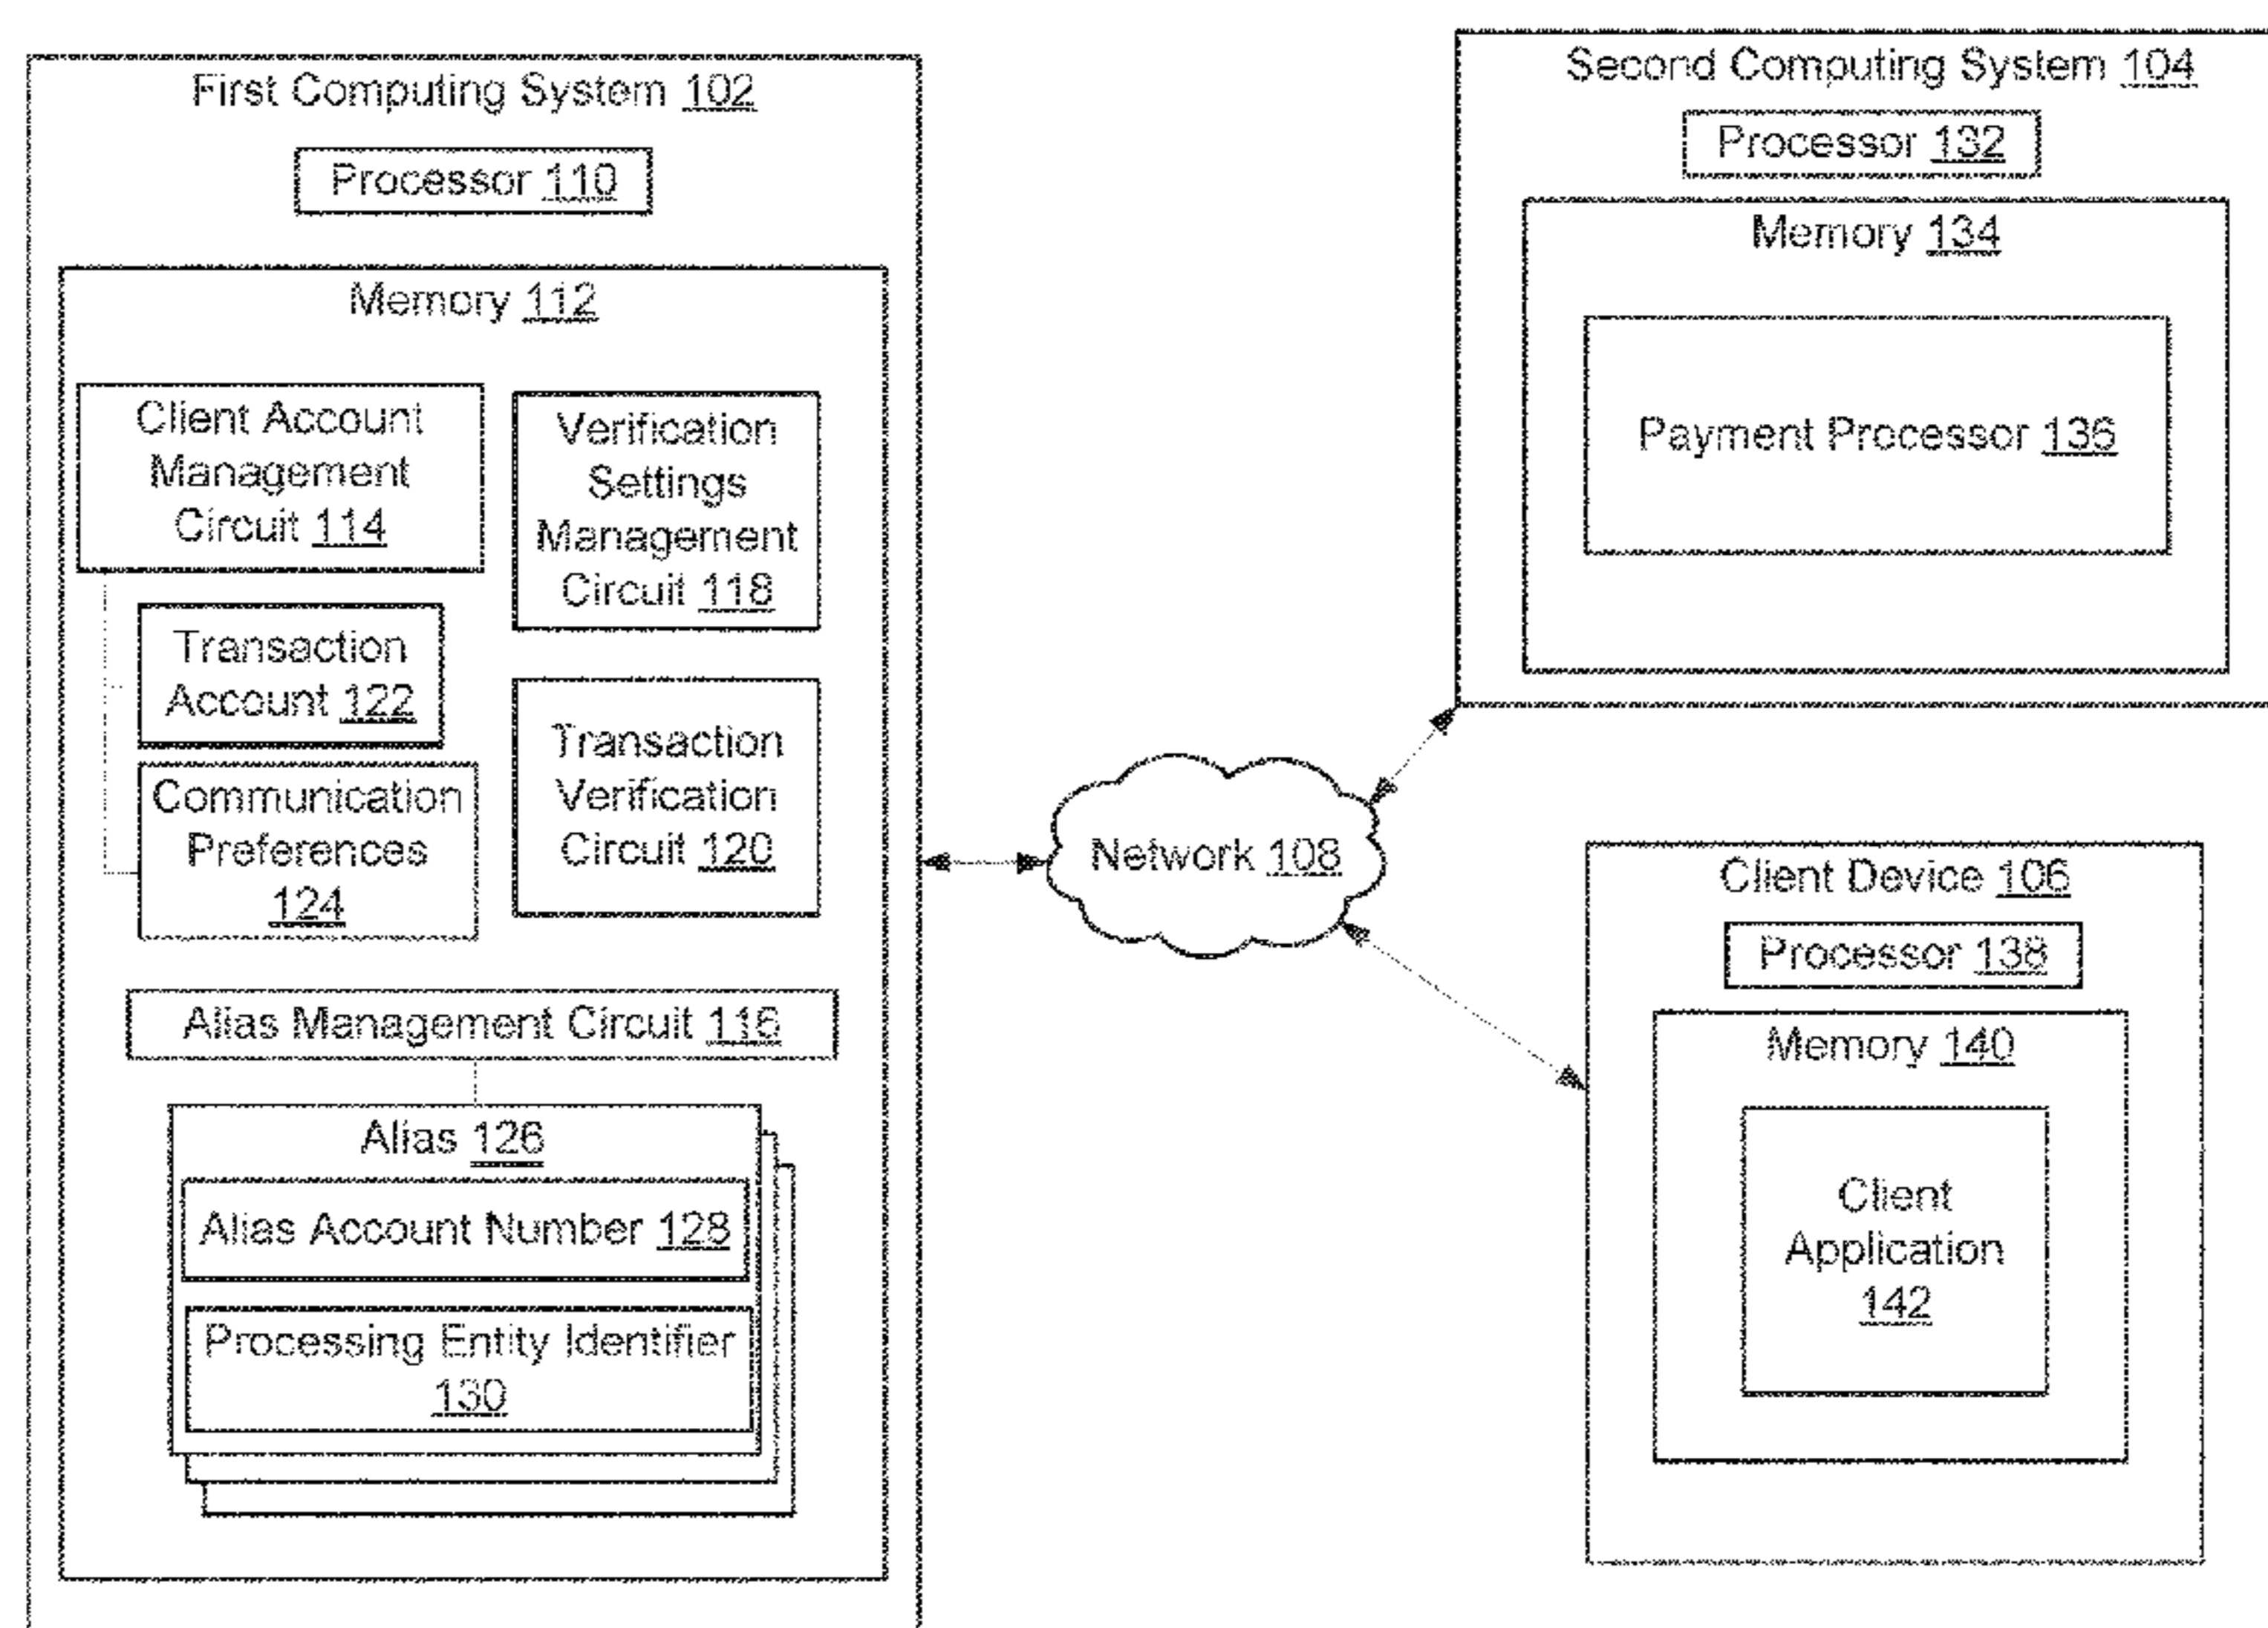 First Computing System 102
Processor 110
Memory 112
Client Account
Management
Circuit 114
Verification
Settings
Management
Circuit 118
Transaction
Account 122
Communication
Preferences
124
Transaction
Verification
Circuit 120
Alias Management Circuit 116
Alias 126
Alias Account Number 128
Processing Entity Identifier
130
Network 108
Second Computing System 104
Processor 132
Memory 134
Payment Processor 136
Client Device 106
Processor 138
Memory 140
Client
Application
142